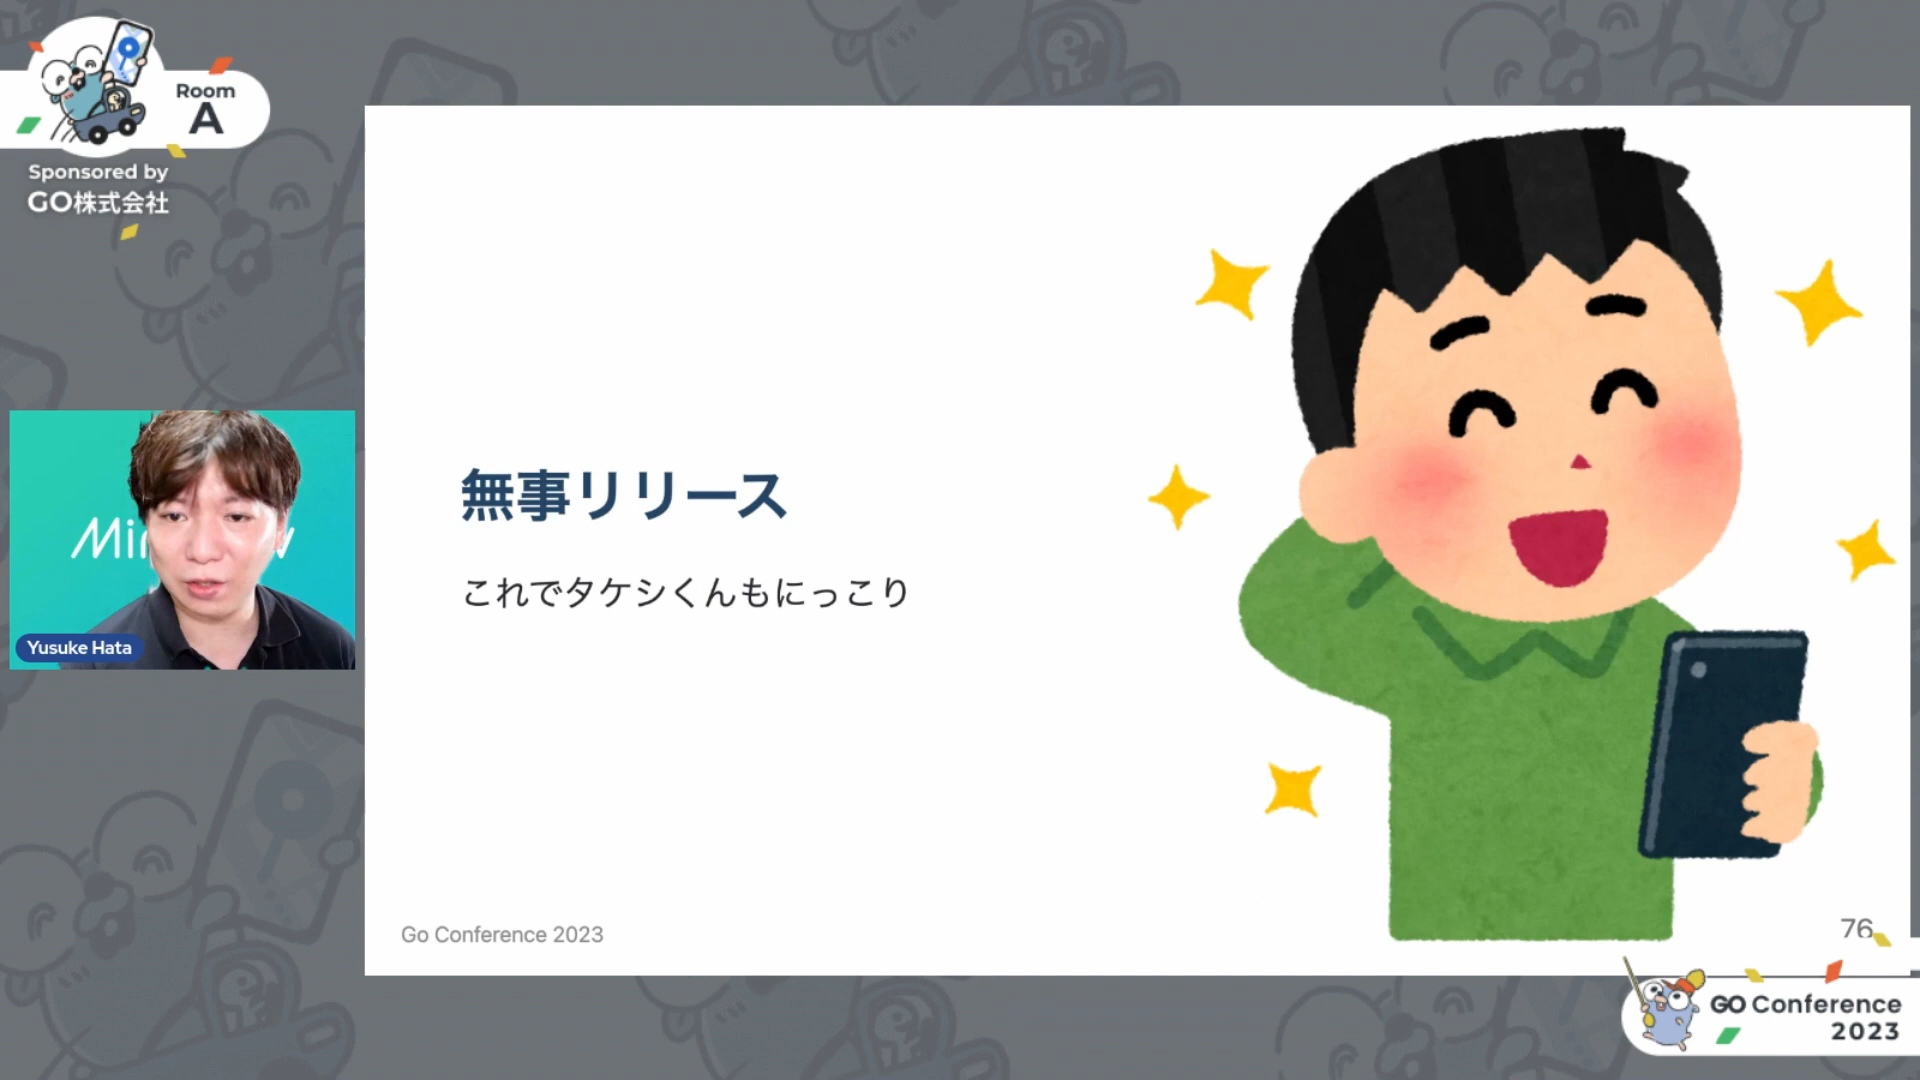 Room
A
Sponsored by
GO株式会社
無事リリース
これでタケシくんもにっこり
Yusuke Hata
Go Conference 2023
76
GO Conference
2023